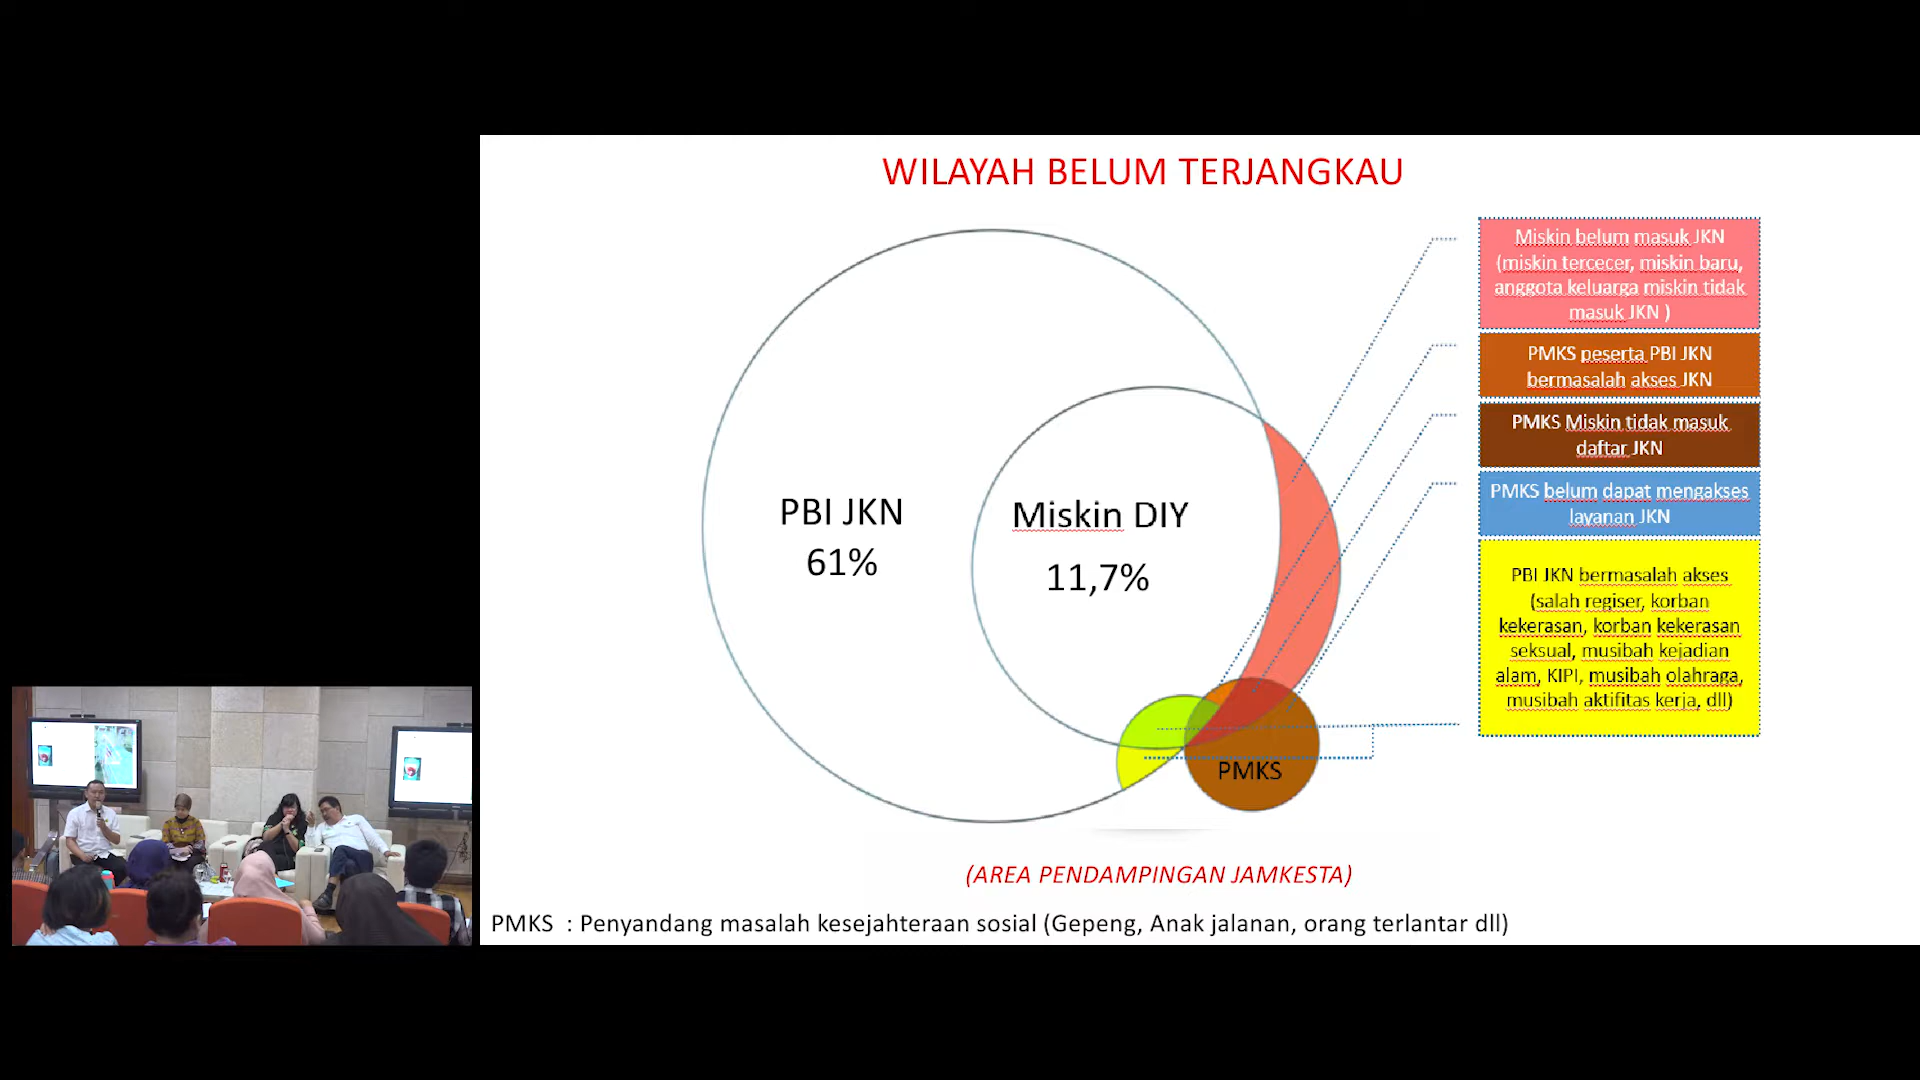 WILAYAH BELUM TERJANGKAU
PBI JKN
61%
Miskin DIY
11,7%
PMKS
Miskin belum masuk JKN
(miskin tercecer, miskin baru,
anggota keluarga miskin tidak
masuk JKN )
PMKS peserta PBI JKN
bermasalah akses JKN
PMKS Miskin tidak masuk
daftar JKN
PMKS belum dapat mengakses
layanan JKN
PBI JKN bermasalah akses
(salah regiser, korban
kekerasan, korban kekerasan
seksual, musibah kejadian
alam, KIPI, musibah olahraga,
musibah aktifitas kerja, dll)
(AREA PENDAMPINGAN JAMKESTA)
PMKS : Penyandang masalah kesejahteraan sosial (Gepeng, Anak jalanan, orang terlantar dll)